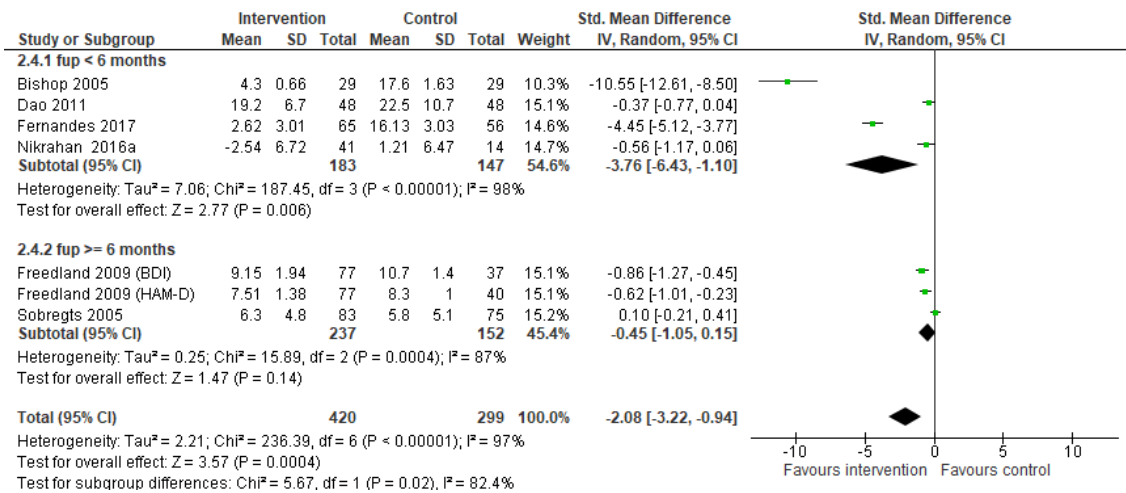 Intervention Control Std. Mean Difference Std. Mean Difference
Study or Subgroup Mean SD Total Mean SD Total Weight IV, Random, 95% CI IV, Random, 95% CI
2.4.1 fup < 6 months
Bishop 2005 4.3 0.66 29 17.6 1.63 29 10.3% -10.55 [-12.61, -8.50]
Dao 2011 19.2 6.7 48 22.5 10.7 48 15.1% -0.37 [-0.77, 0.04]
Fernandes 2017 2.62 3.01 65 16.13 3.03 56 14.6% -4.45 [-5.12, -3.77]
Nikrahan 2016a -2.54 6.72 41 1.21 6.47 14 14.7% -0.56 [-1.17, 0.06]
Subtotal (95% CI) 183 147 54.6% -3.76 [-6.43, -1.10]
Heterogeneity: Tau² = 7.06; Chi² = 187.45, df = 3 (P < 0.00001); I² = 98%
Test for overall effect: Z = 2.77 (P = 0.006)
2.4.2 fup >= 6 months
Freedland 2009 (BDI) 9.15 1.94 77 10.7 1.4 37 15.1% -0.86 [-1.27, -0.45]
Freedland 2009 (HAM-D) 7.51 1.38 77 8.3 1 40 15.1% -0.62 [-1.01, -0.23]
Sobregts 2005 6.3 4.8 83 5.8 5.1 75 15.2% 0.10 [-0.21, 0.41]
Subtotal (95% CI) 237 152 45.4% -0.45 [-1.05, 0.15]
Heterogeneity: Tau² = 0.25; Chi² = 15.89, df = 2 (P = 0.0004); I² = 87%
Test for overall effect: Z = 1.47 (P = 0.14)
Total (95% CI) 420 299 100.0% -2.08 [-3.22, -0.94]
Heterogeneity: Tau² = 2.21; Chi² = 236.39, df = 6 (P < 0.00001); I² = 97%
Test for overall effect: Z = 3.57 (P = 0.0004)
Test for subgroup differences: Chi² = 5.67, df = 1 (P = 0.02), I² = 82.4%
-10 -5 0 5 10
Favours intervention Favours control